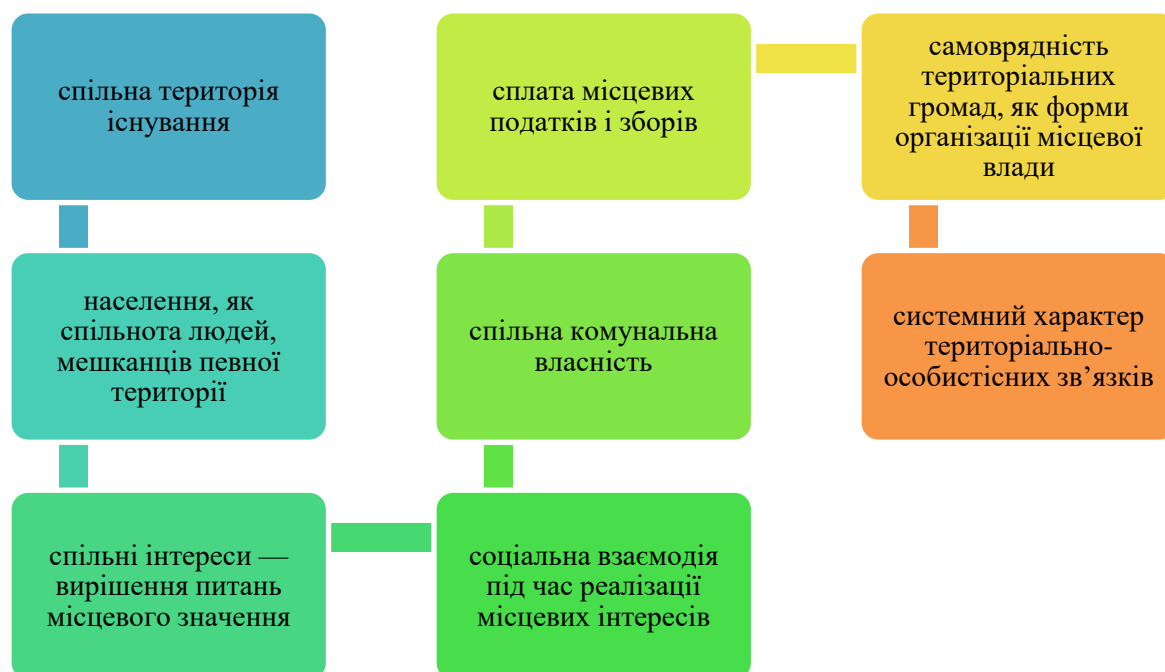 спільна територія
існування
населення, як
спільнота людей,
мешканців певної
території
спільні інтереси —
вирішення питань
місцевого значення
соціальна взаємодія
під час реалізації
місцевих інтересів
спільна комунальна
власність
сплата місцевих
податків і зборів
самоврядність
територіальних
громад, як форми
організації місцевої
влади
системний характер
територіально-
особистісних зв’язків